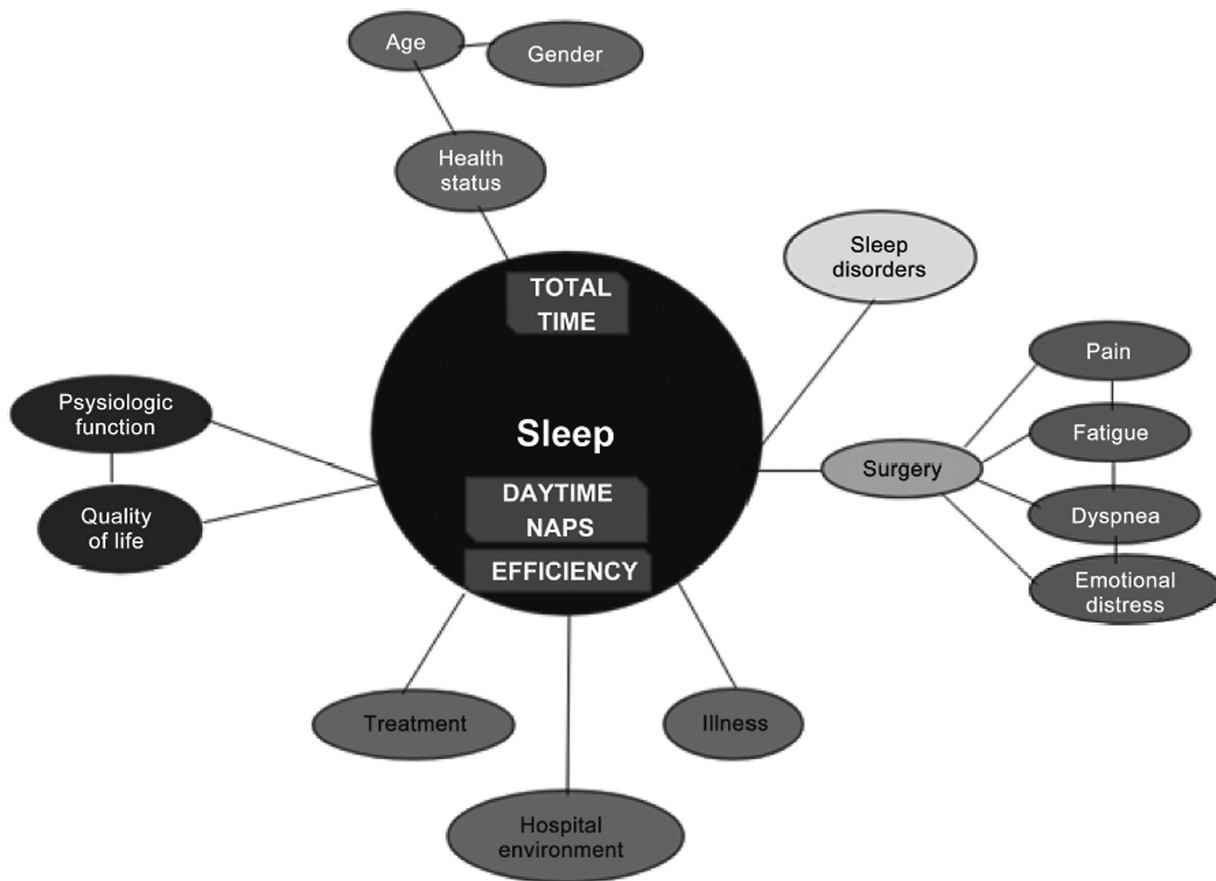 Age
Gender
Health
status
Sleep
disorders
TOTAL
TIME
Pain
Psysiologic
function
Sleep
Fatigue
Surgery
DAYTIME
NAPS
Quality
of life
Dyspnea
EFFICIENCY
Emotional
distress
Treatment
Illness
Hospital
environment